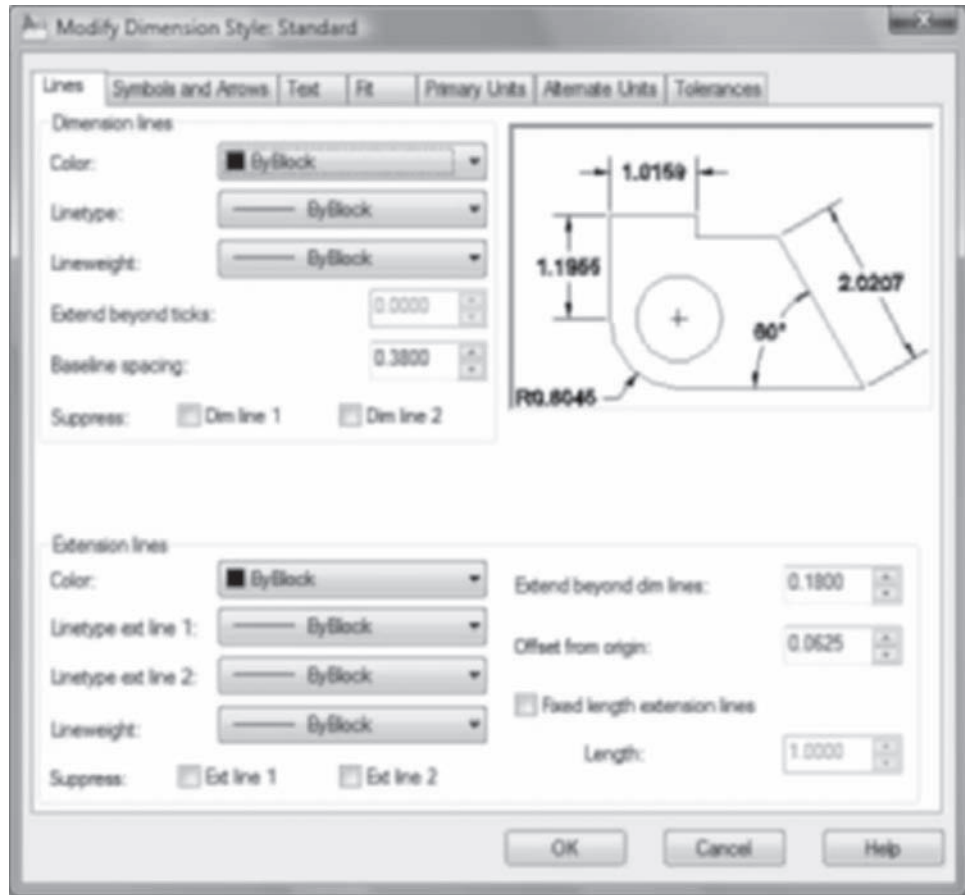 Modify Dimension Style: Standard
Lines Symbols and Arrows Text Fit Primary Units Alternate Units Tolerances
Dimension lines
Color: ByBlock
Linetype: ByBlock
Lineweight: ByBlock
Extend beyond ticks: 0.0000
Baseline spacing: 0.3800
Suppress: Dim line 1 Dim line 2
1.0159
1.1955
2.0207
60°
R0.8045
Extension lines
Color: ByBlock
Linetype ext line 1: ByBlock
Linetype ext line 2: ByBlock
Lineweight: ByBlock
Suppress: Ext line 1 Ext line 2
Extend beyond dim lines: 0.1800
Offset from origin: 0.0625
Fixed length extension lines
Length: 1.0000
OK Cancel Help